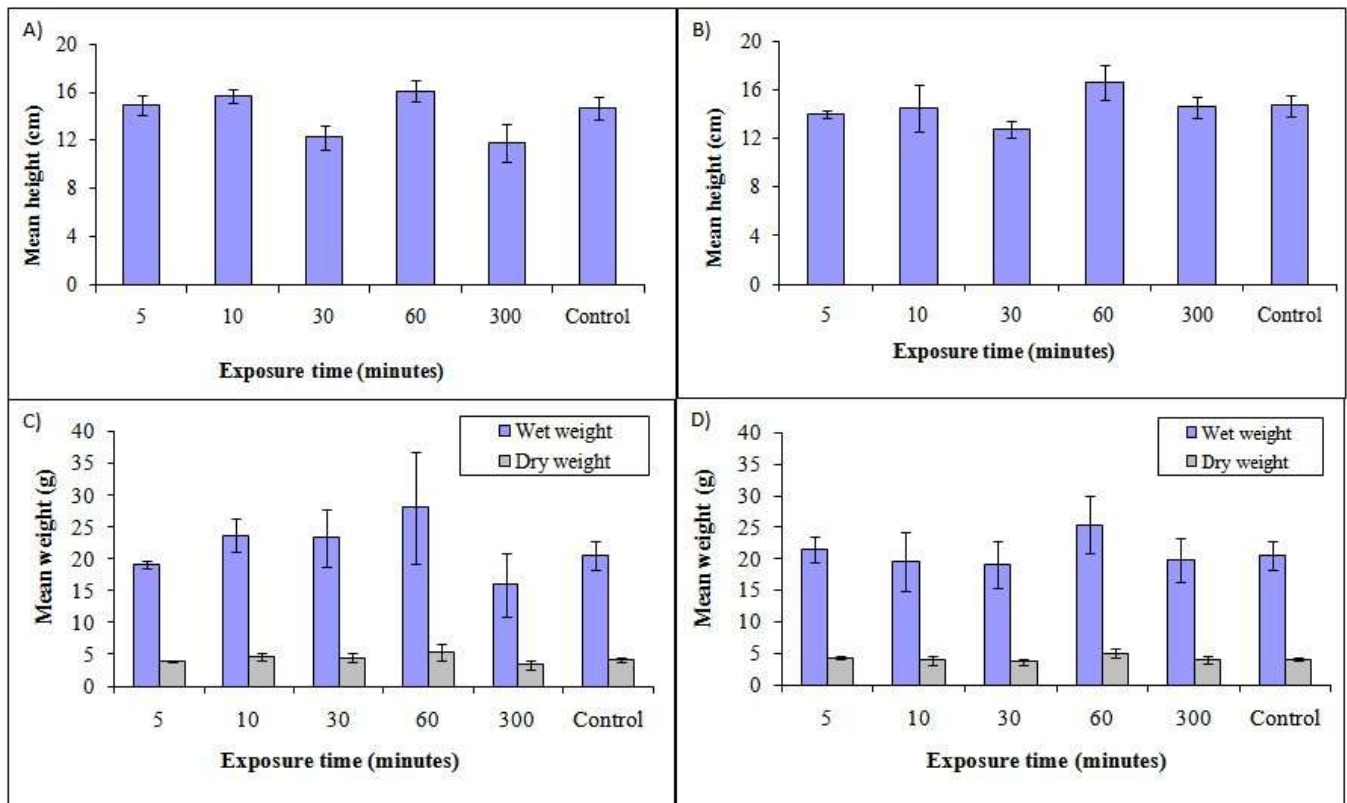 A)
20
16
12
8
4
0
Mean height (cm)
5 10 30 60 300 Control
Exposure time (minutes)
B)
20
16
12
8
4
0
Mean height (cm)
5 10 30 60 300 Control
Exposure time (minutes)
C)
Wet weight
Dry weight
40
35
30
25
20
15
10
5
0
Mean weight (g)
5 10 30 60 300 Control
Exposure time (minutes)
D)
Wet weight
Dry weight
40
35
30
25
20
15
10
5
0
Mean weight (g)
5 10 30 60 300 Control
Exposure time (minutes)